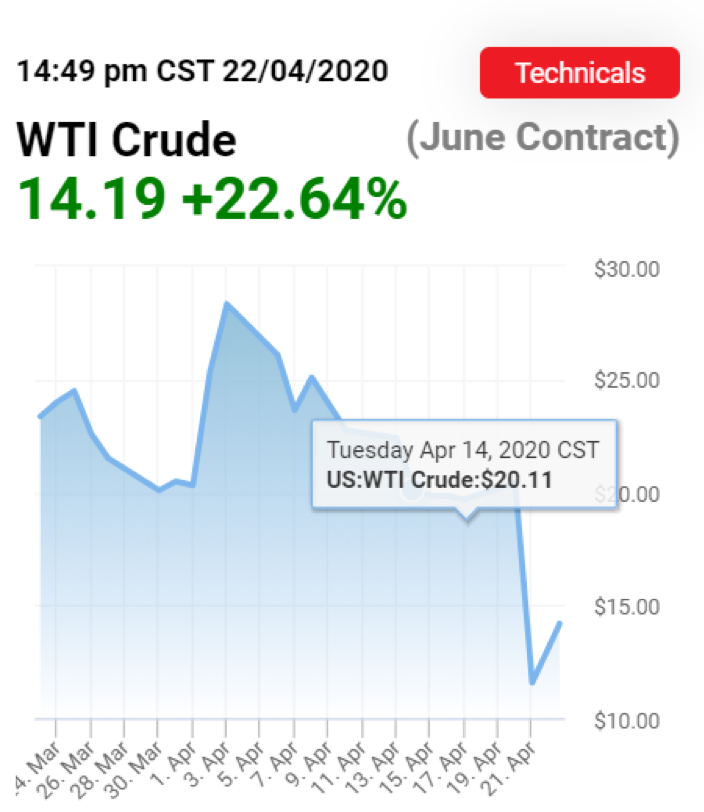 14:49 pm CST 22/04/2020
Technicals
WTI Crude
(June Contract)
14.19 +22.64%
$30.00
$25.00
Tuesday Apr 14, 2020 CST
US:WTI Crude:$20.11
$20.00
$15.00
$10.00
4. Mar
26. Mar
28. Mar
30. Mar
1. Apr
3. Apr
5. Apr
7. Apr
9. Apr
11. Apr
13. Apr
15. Apr
17. Apr
19. Apr
21. Apr